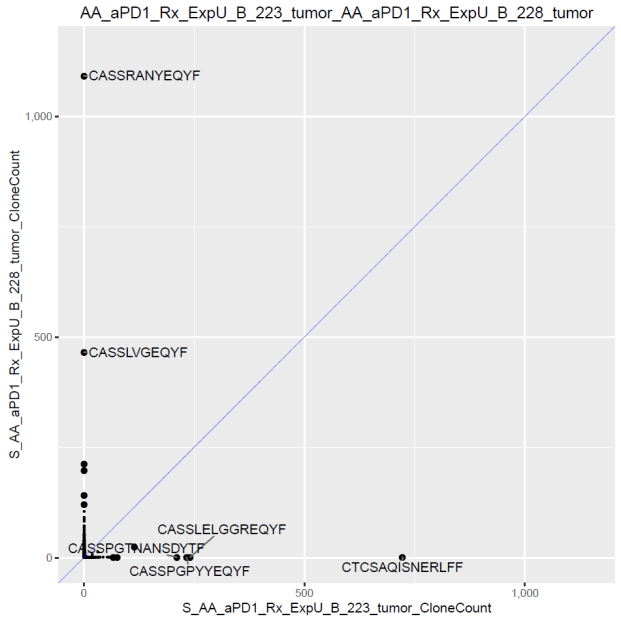 AA_aPD1_Rx_ExpU_B_223_tumor_AA_aPD1_Rx_ExpU_B_228_tumor
CASSRANYEQYF
1,000
S_AA_aPD1_Rx_ExpU_B_228_tumor_CloneCount
500
CASSLVGEQYF
CASSLELGGREQYF
CASSPGTNANSDYTF
0
CASSPGPYYEQYF
CTCSAQISNERLFF
0
500
1,000
S_AA_aPD1_Rx_ExpU_B_223_tumor_CloneCount